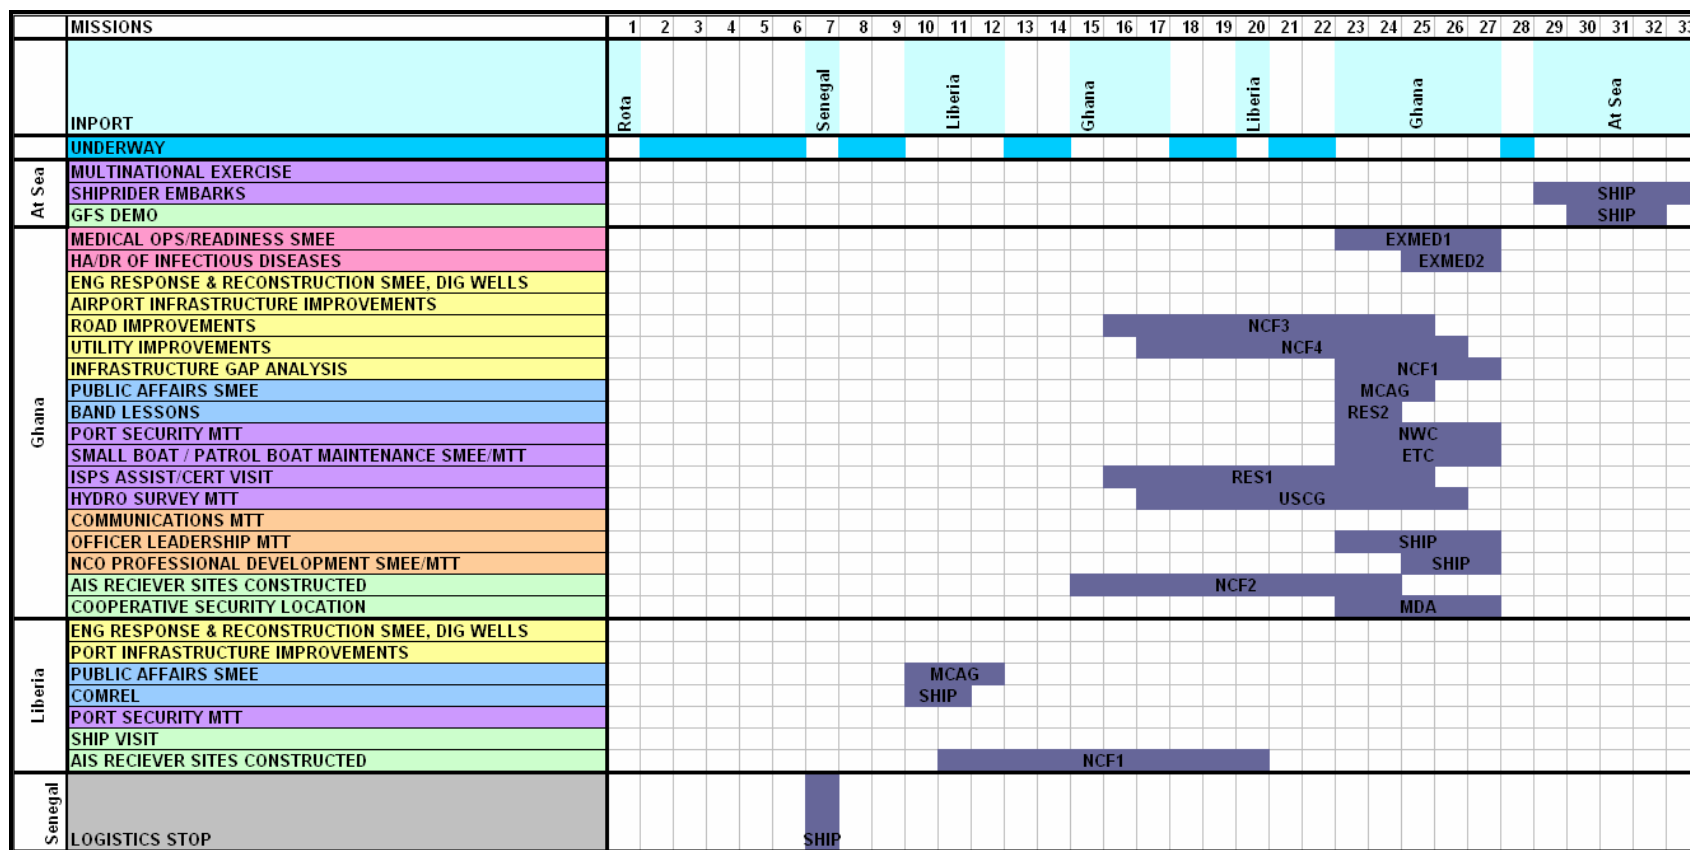 MISSIONS 1 2 3 4 5 6 7 8 9 10 11 12 13 14 15 16 17 18 19 20 21 22 23 24 25 26 27 28 29 30 31 32 33
INPORT Rota Senegal Liberia Ghana Liberia Ghana At Sea
UNDERWAY
At Sea
MULTINATIONAL EXERCISE
SHIPRIDER EMBARKS SHIP
GFS DEMO SHIP
Ghana
MEDICAL OPS/READINESS SMEE EXMED1
HA/DR OF INFECTIOUS DISEASES EXMED2
ENG RESPONSE & RECONSTRUCTION SMEE, DIG WELLS
AIRPORT INFRASTRUCTURE IMPROVEMENTS
ROAD IMPROVEMENTS NCF3
UTILITY IMPROVEMENTS NCF4
INFRASTRUCTURE GAP ANALYSIS NCF1
PUBLIC AFFAIRS SMEE MCAG
BAND LESSONS RES2
PORT SECURITY MTT NWC
SMALL BOAT / PATROL BOAT MAINTENANCE SMEE/MTT ETC
ISPS ASSIST/CERT VISIT RES1
HYDRO SURVEY MTT USCG
COMMUNICATIONS MTT
OFFICER LEADERSHIP MTT SHIP
NCO PROFESSIONAL DEVELOPMENT SMEE/MTT SHIP
AIS RECIEVER SITES CONSTRUCTED NCF2
COOPERATIVE SECURITY LOCATION MDA
Liberia
ENG RESPONSE & RECONSTRUCTION SMEE, DIG WELLS
PORT INFRASTRUCTURE IMPROVEMENTS
PUBLIC AFFAIRS SMEE MCAG
COMREL SHIP
PORT SECURITY MTT
SHIP VISIT
AIS RECIEVER SITES CONSTRUCTED NCF1
Senegal
LOGISTICS STOP SHIP